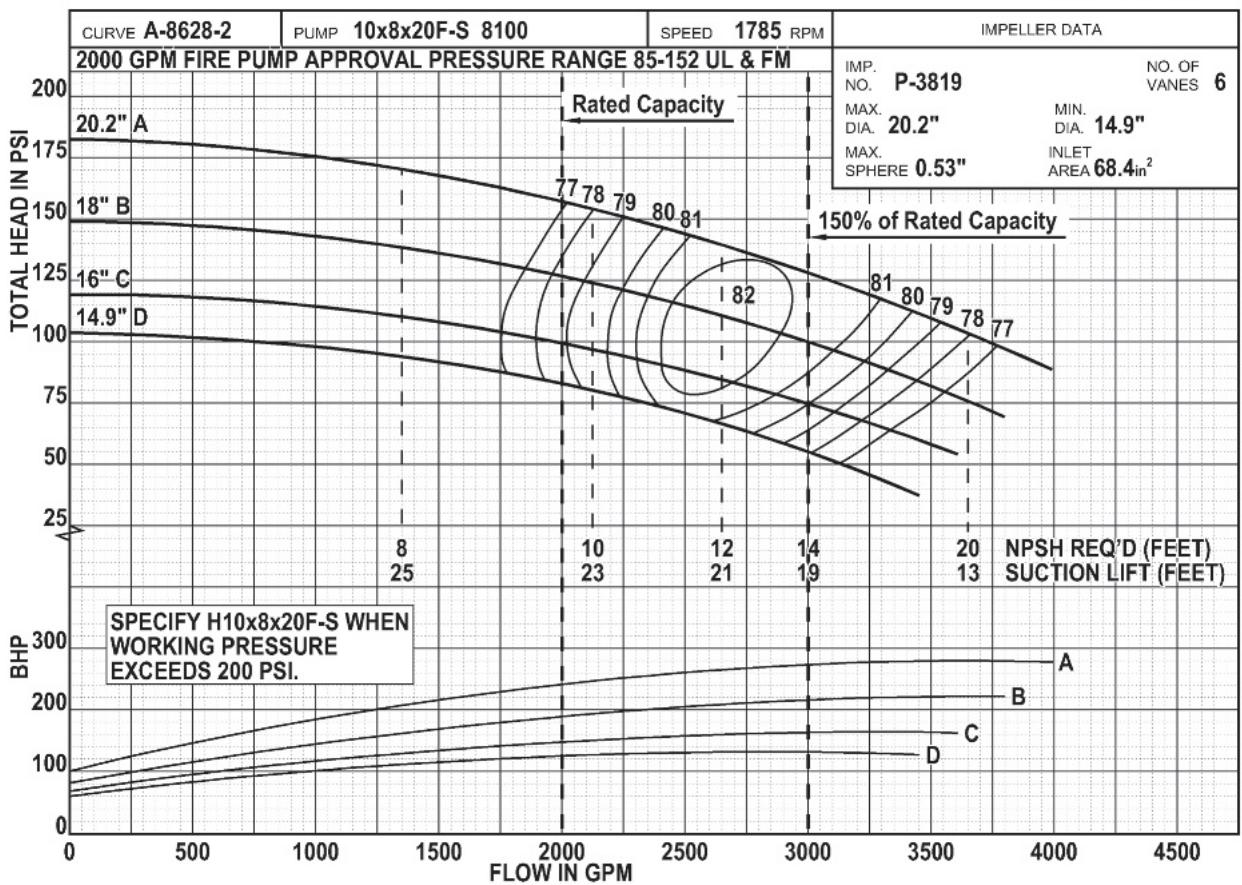 CURVE A-8628-2 PUMP 10x8x20F-S 8100 SPEED 1785 RPM IMPELLER DATA
2000 GPM FIRE PUMP APPROVAL PRESSURE RANGE 85-152 UL & FM
IMP. NO. P-3819 NO. OF VANES 6
MAX. DIA. 20.2" MIN. DIA. 14.9"
MAX. SPHERE 0.53" INLET AREA 68.4in²
TOTAL HEAD IN PSI
200
175
150
125
100
75
50
25
Rated Capacity
150% of Rated Capacity
20.2" A
18" B
16" C
14.9" D
77 78 79 80 81
82
81 80 79 78 77
8 10 12 14 20 NPSH REQ'D (FEET)
25 23 21 19 13 SUCTION LIFT (FEET)
SPECIFY H10x8x20F-S WHEN
WORKING PRESSURE
EXCEEDS 200 PSI.
BHP
300
200
100
0
A
B
C
D
0 500 1000 1500 2000 2500 3000 3500 4000 4500
FLOW IN GPM